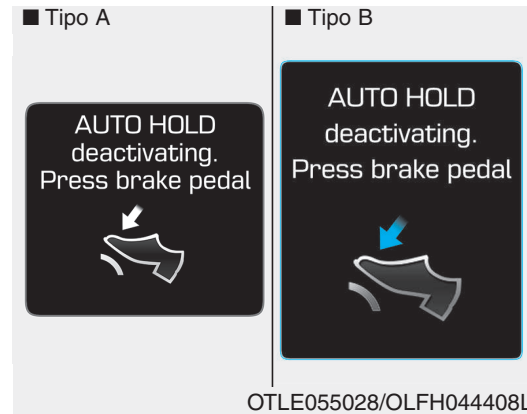 ■ Tipo A
AUTO HOLD
deactivating.
Press brake pedal
■ Tipo B
AUTO HOLD
deactivating.
Press brake pedal
OTLE055028/OLFH044408L